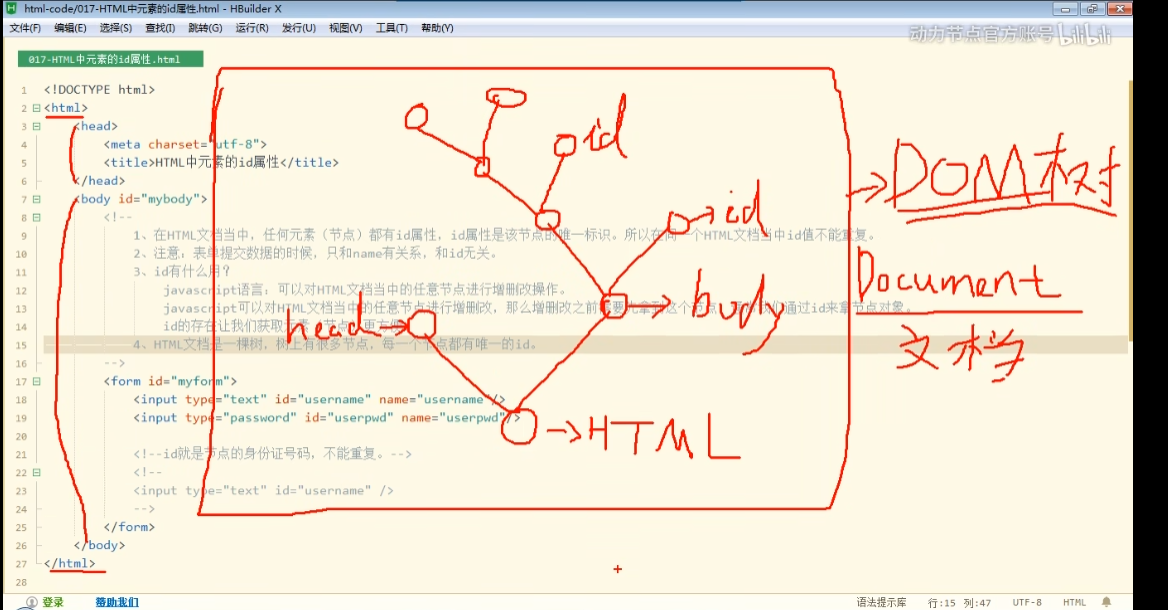 html-code/017-HTML中元素的id属性.html - HBuilder X
文件(F) 编辑(E) 选择(S) 查找(I) 跳转(G) 运行(R) 发行(U) 视图(V) 工具(T) 帮助(Y)
动力节点官方账号 bilibili
017-HTML中元素的id属性.html
1 <!DOCTYPE html>
2 <html>
3 <head>
4 <meta charset="utf-8">
5 <title>HTML中元素的id属性</title>
6 </head>
7 <body id="mybody">
8 <!--
9 1、在HTML文档当中，任何元素（节点）都有id属性，id属性是该节点的唯一标识。所以在同一个HTML文档当中id值不能重复。
10 2、注意：表单提交数据的时候，只和name有关系，和id无关。
11 3、id有什么用？
12 javascript语言：可以对HTML文档当中的任意节点进行增删改操作。
13 javascript可以对HTML文档当中的任意节点进行增删改，那么增删改之前需要先拿到这个节点，通常我们通过id来拿节点对象。
14 id的存在让我们获取元素（节点）更方便
15 4、HTML文档是一棵树，树上有很多节点，每一个节点都有唯一的id。
16 -->
17 <form id="myform">
18 <input type="text" id="username" name="username"/>
19 <input type="password" id="userpwd" name="userpwd"/>
20
21 <!--id就是节点的身份证号码，不能重复。-->
22 <!--
23 <input type="text" id="username" />
24 -->
25 </form>
26 </body>
27 </html>
28
id
id
body
head
HTML
DOM树
Document
文
登录 帮助我们 语法提示库 行:15 列:47 UTF-8 HTML